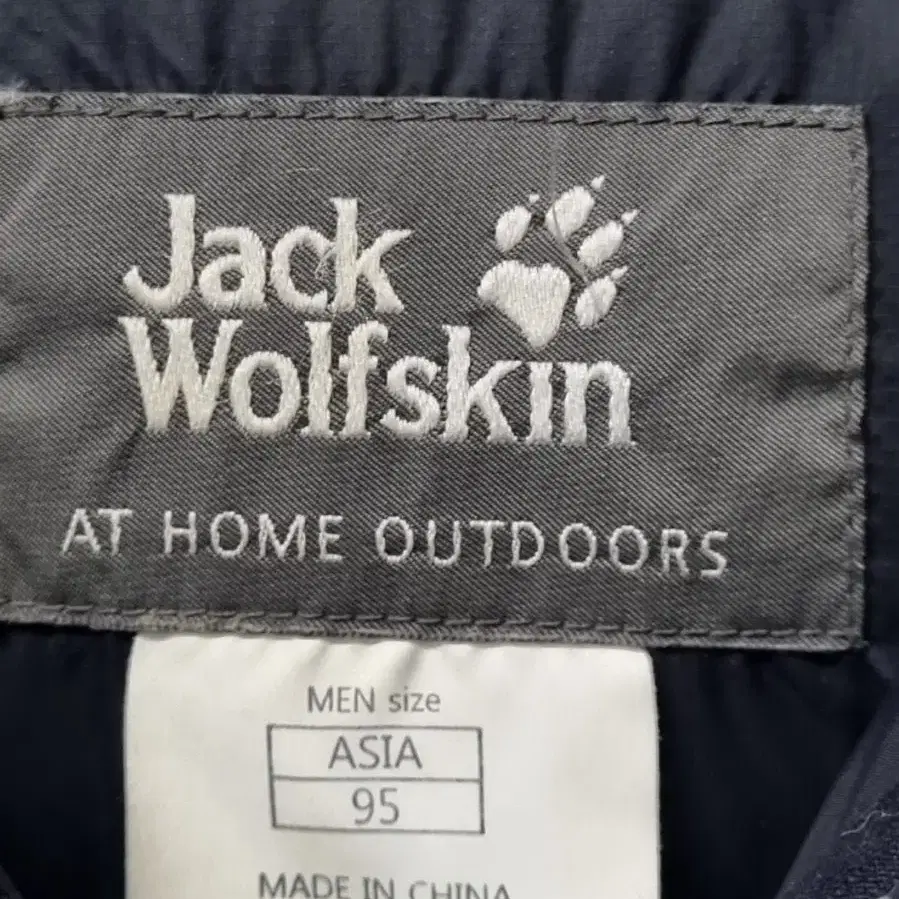 Jack
Wolfskin
AT HOME OUTDOORS
MEN size
ASIA
95
MADE IN CHINA